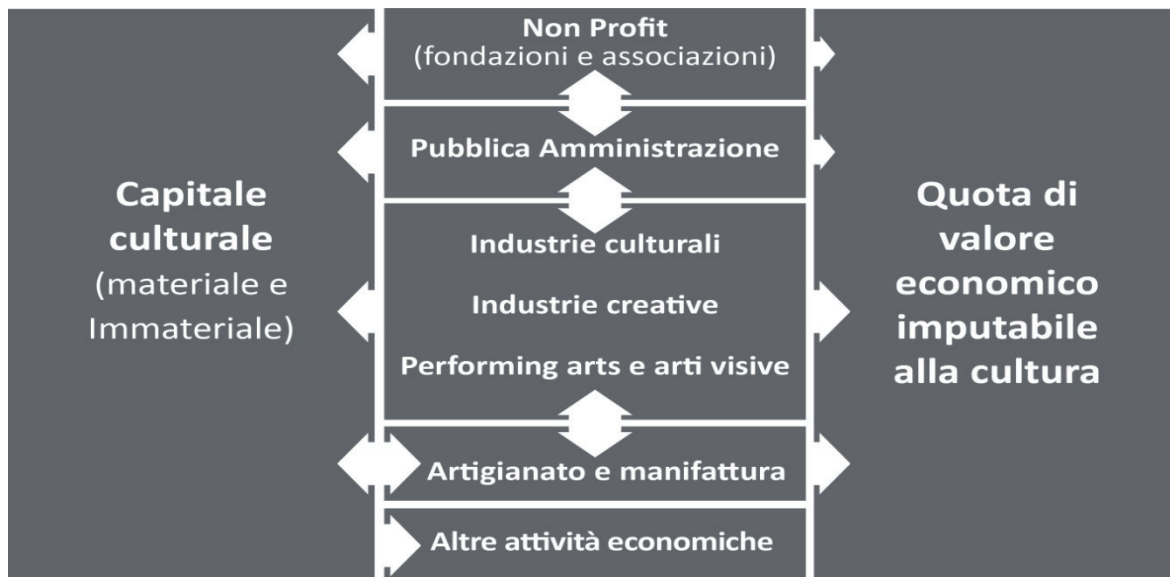 Capitale
culturale
(materiale e
Immateriale)
Non Profit
(fondazioni e associazioni)
Pubblica Amministrazione
Industrie culturali
Industrie creative
Performing arts e arti visive
Artigianato e manifattura
Altre attività economiche
Quota di
valore
economico
imputabile
alla cultura